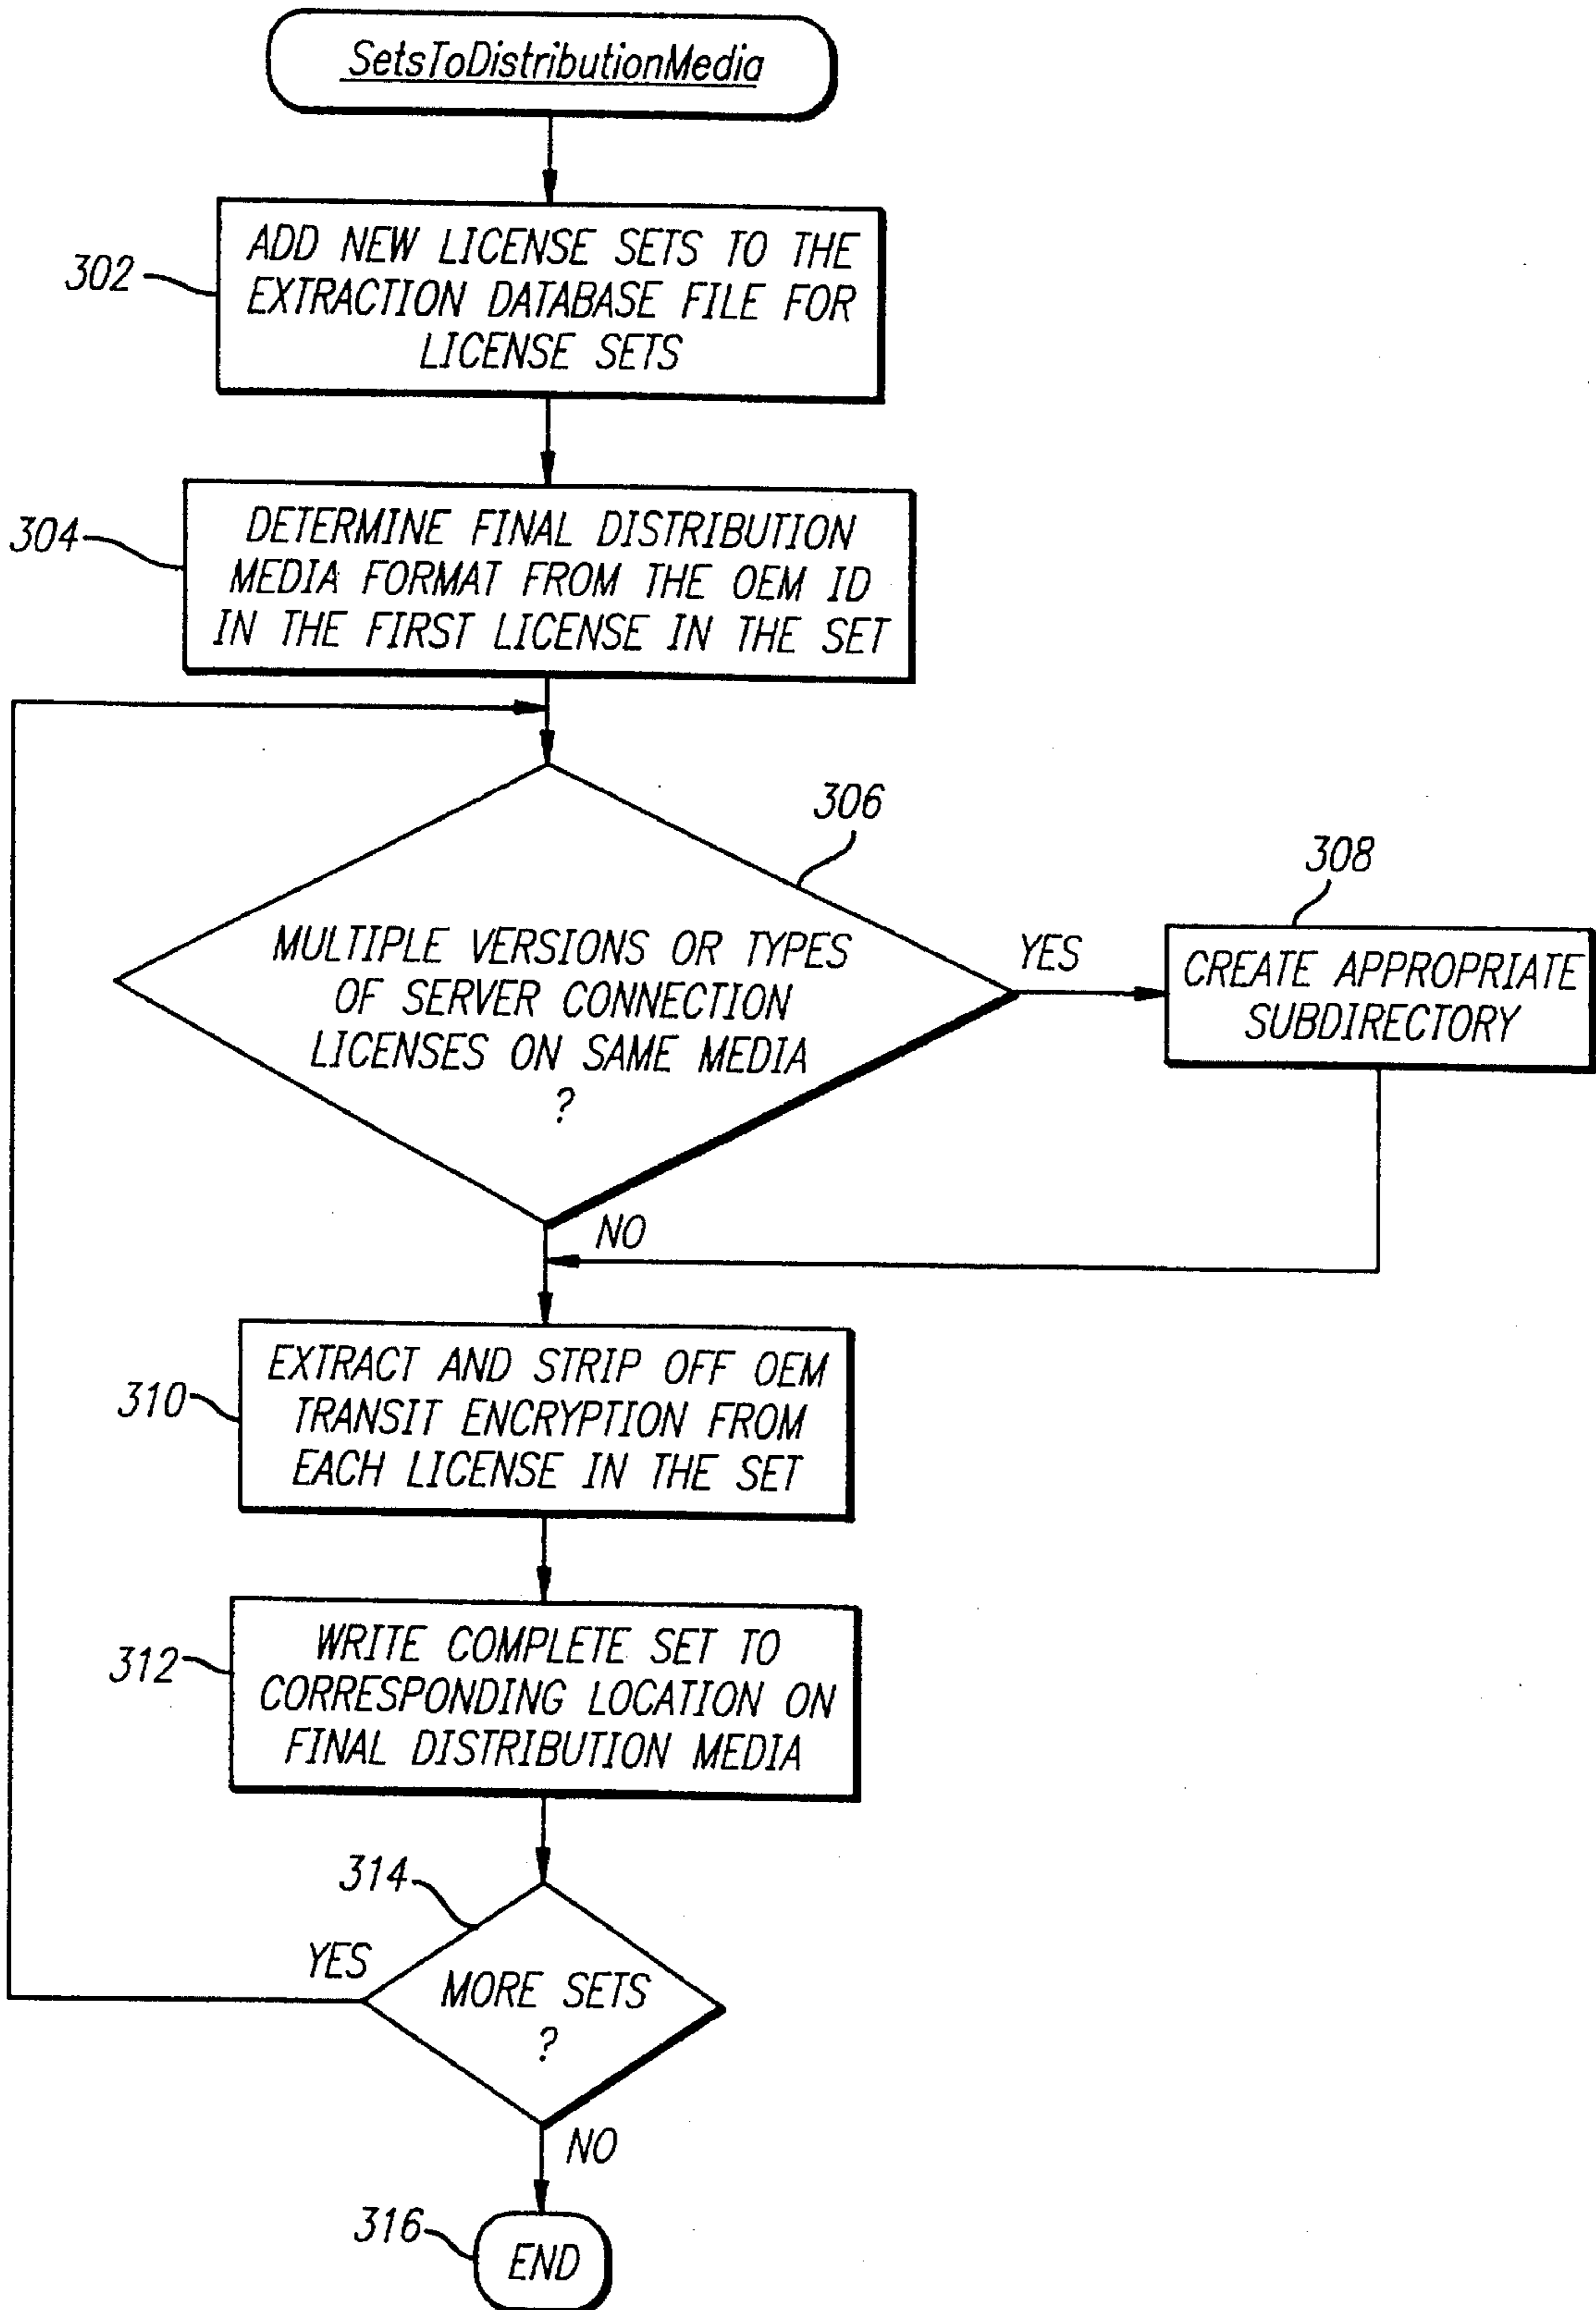 SetsToDistributionMedia
302
ADD NEW LICENSE SETS TO THE
EXTRACTION DATABASE FILE FOR
LICENSE SETS
304
DETERMINE FINAL DISTRIBUTION
MEDIA FORMAT FROM THE OEM ID
IN THE FIRST LICENSE IN THE SET
306
MULTIPLE VERSIONS OR TYPES
OF SERVER CONNECTION
LICENSES ON SAME MEDIA
?
YES
308
CREATE APPROPRIATE
SUBDIRECTORY
NO
310
EXTRACT AND STRIP OFF OEM
TRANSIT ENCRYPTION FROM
EACH LICENSE IN THE SET
312
WRITE COMPLETE SET TO
CORRESPONDING LOCATION ON
FINAL DISTRIBUTION MEDIA
314
YES
MORE SETS
?
NO
316
END